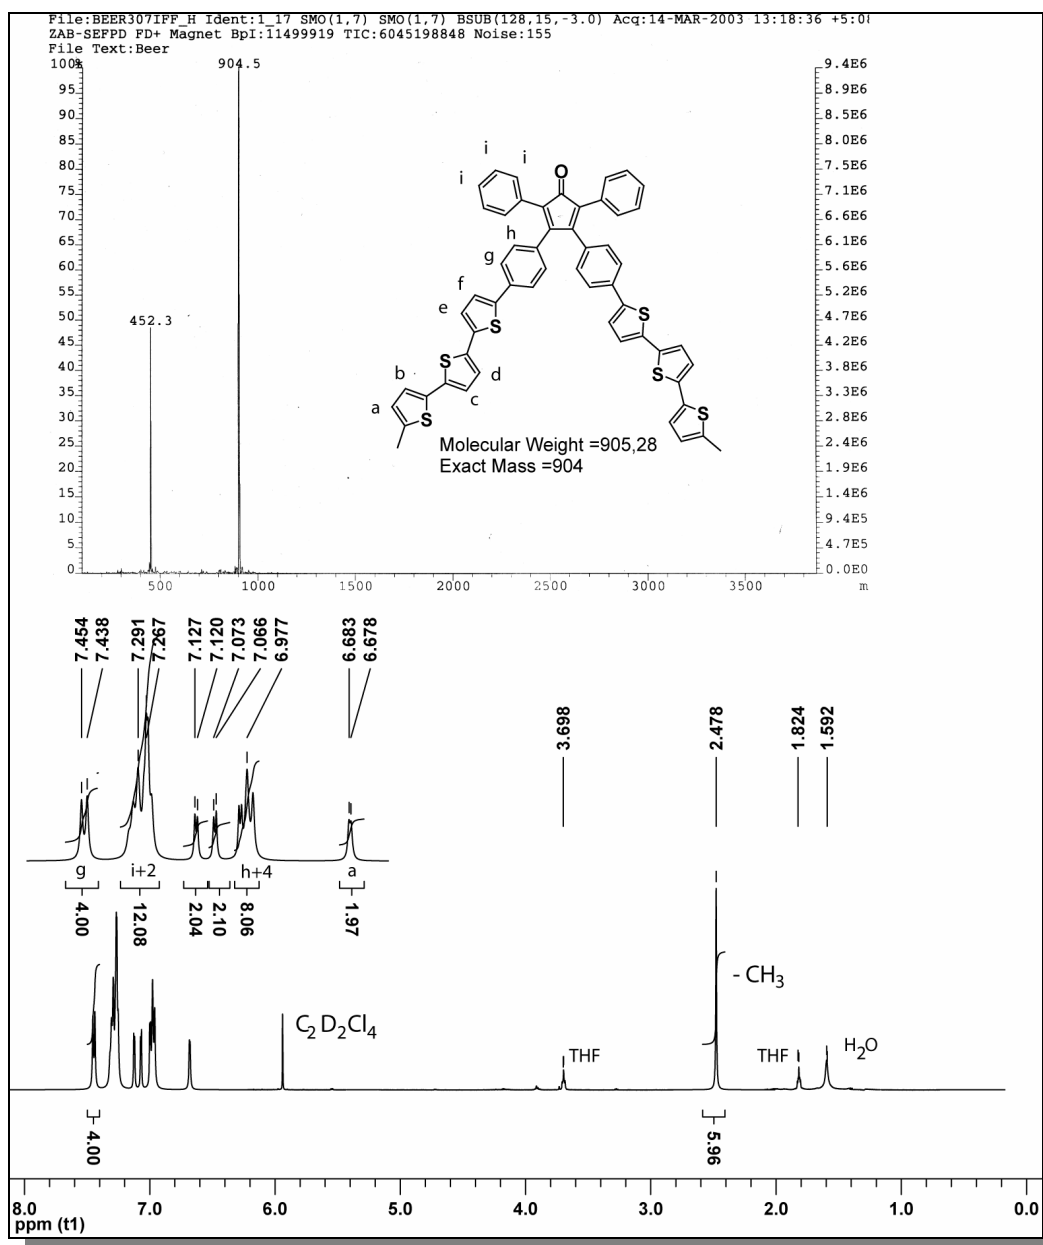 File:BEER307IFF_H Ident:1_17 SMO(1,7) SMO(1,7) BSUB(128,15,-3.0) Acq:14-MAR-2003 13:18:36 +5:0
ZAB-SEFPD FD+ Magnet BpI:11499919 TIC:6045198848 Noise:155
File Text:Beer
100% 904.5 9.4E6
95 8.9E6
90 8.5E6
85 8.0E6
80 7.5E6
75 7.1E6
70 6.6E6
65 6.1E6
60 5.6E6
55 5.2E6
50 4.7E6
452.3
45 4.2E6
40 3.8E6
35 3.3E6
30 2.8E6
25 2.4E6
20 1.9E6
15 1.4E6
10 9.4E5
5 4.7E5
0 0.0E0
500 1000 1500 2000 2500 3000 3500 m
i i O
i
h
g
f
e S S
S d S
b
a c
S S
Molecular Weight =905,28
Exact Mass =904
7.454 7.438 7.291 7.267 7.127 7.120 7.073 7.066 6.977 6.683 6.678
3.698 2.478 1.824 1.592
g i+2 h+4 a
4.00 12.08 2.04 2.10 8.06 1.97
- CH3
C2D2Cl4
THF THF H2O
4.00 5.96
8.0 7.0 6.0 5.0 4.0 3.0 2.0 1.0 0.0
ppm (t1)